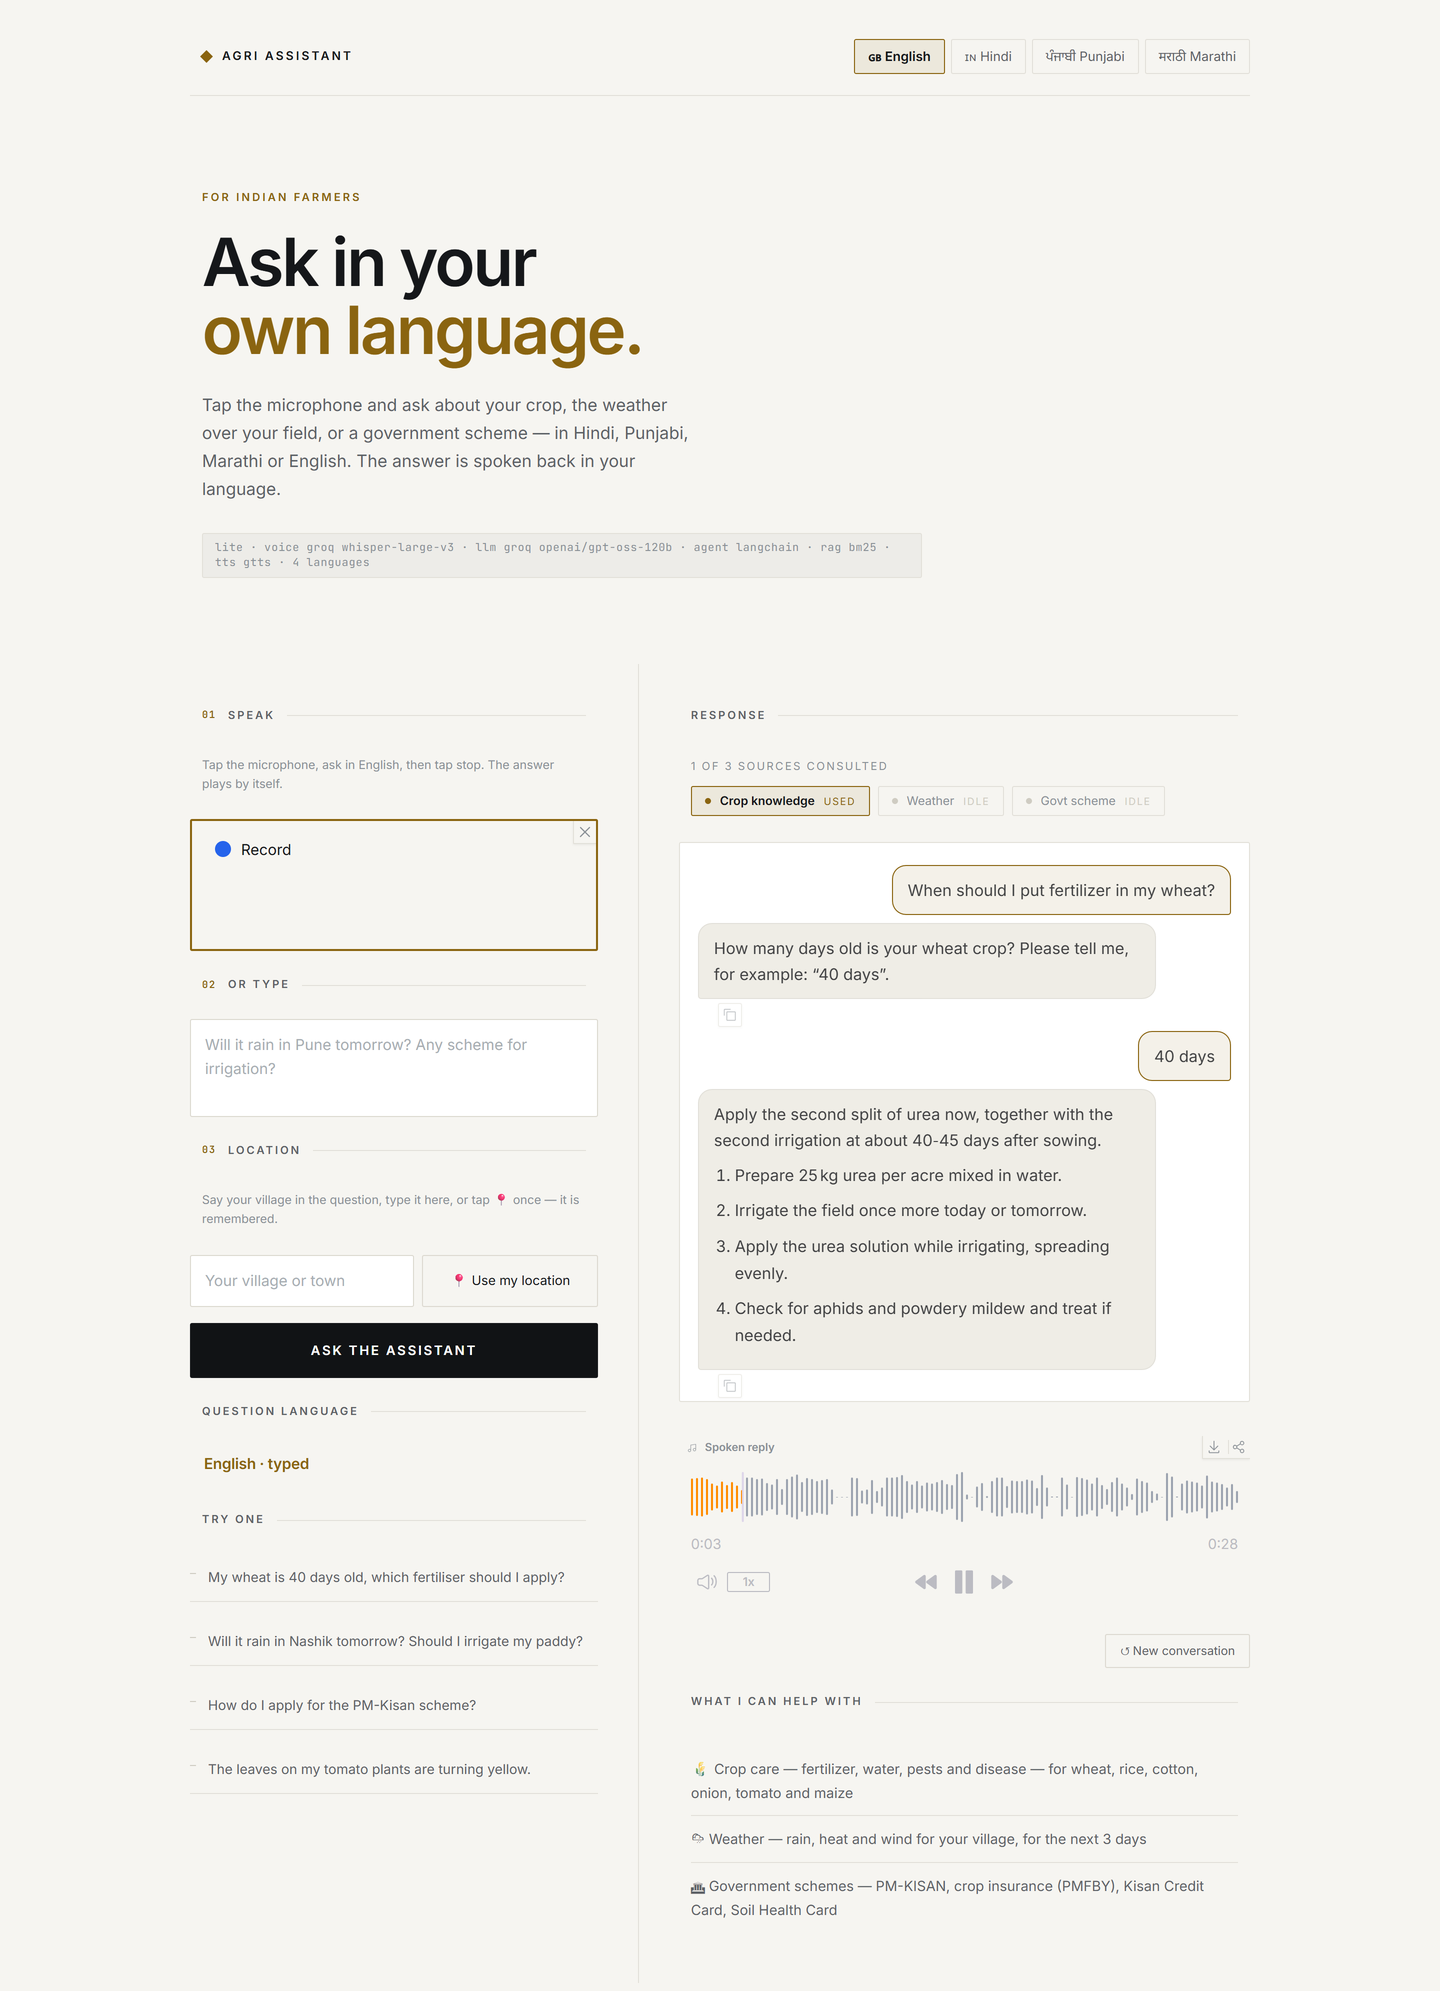 AGRI ASSISTANT
GB English
IN Hindi
ਪੰਜਾਬੀ Punjabi
मराठी Marathi
FOR INDIAN FARMERS
Ask in your
own language.
Tap the microphone and ask about your crop, the weather
over your field, or a government scheme — in Hindi, Punjabi,
Marathi or English. The answer is spoken back in your
language.
lite · voice groq whisper-large-v3 · llm groq openai/gpt-oss-120b · agent langchain · rag bm25 ·
tts gtts · 4 languages
01 SPEAK
Tap the microphone, ask in English, then tap stop. The answer
plays by itself.
Record
02 OR TYPE
Will it rain in Pune tomorrow? Any scheme for
irrigation?
03 LOCATION
Say your village in the question, type it here, or tap 📍 once — it is
remembered.
Your village or town
📍 Use my location
ASK THE ASSISTANT
QUESTION LANGUAGE
English · typed
TRY ONE
– My wheat is 40 days old, which fertiliser should I apply?
– Will it rain in Nashik tomorrow? Should I irrigate my paddy?
– How do I apply for the PM-Kisan scheme?
– The leaves on my tomato plants are turning yellow.
RESPONSE
1 OF 3 SOURCES CONSULTED
Crop knowledge USED
Weather IDLE
Govt scheme IDLE
When should I put fertilizer in my wheat?
How many days old is your wheat crop? Please tell me,
for example: “40 days”.
40 days
Apply the second split of urea now, together with the
second irrigation at about 40-45 days after sowing.
1. Prepare 25 kg urea per acre mixed in water.
2. Irrigate the field once more today or tomorrow.
3. Apply the urea solution while irrigating, spreading
evenly.
4. Check for aphids and powdery mildew and treat if
needed.
Spoken reply
0:03
0:28
1x
↺ New conversation
WHAT I CAN HELP WITH
🌾 Crop care — fertilizer, water, pests and disease — for wheat, rice, cotton,
onion, tomato and maize
🌦 Weather — rain, heat and wind for your village, for the next 3 days
🏛 Government schemes — PM-KISAN, crop insurance (PMFBY), Kisan Credit
Card, Soil Health Card